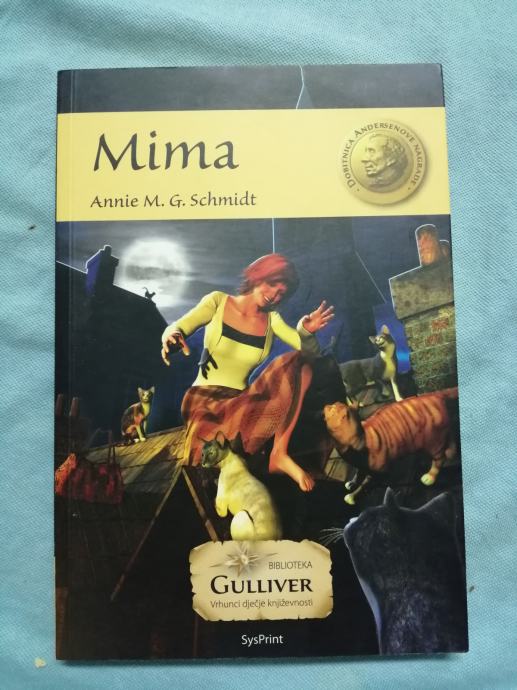 Mima
Annie M. G. Schmidt
· DOBITNICA ANDERSENOVE NAGRADE ·
BIBLIOTEKA
GULLIVER
Vrhunci dječje književnosti
SysPrint